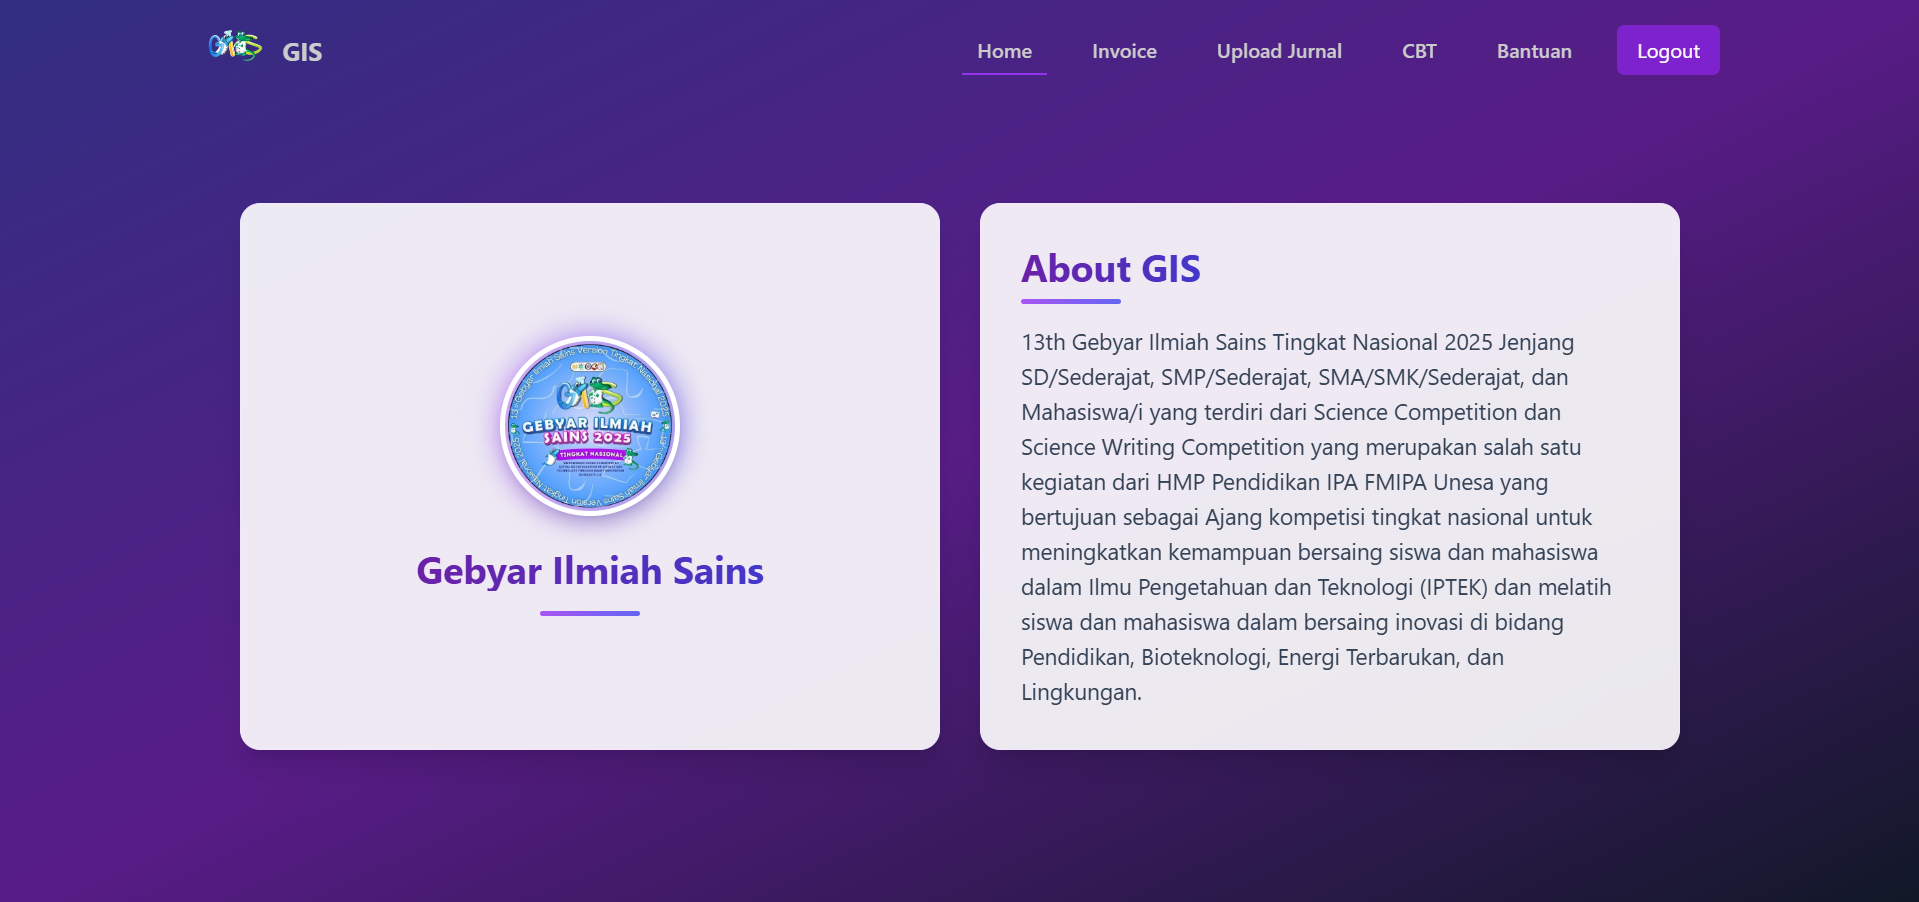 GIS
GIS
Home
Invoice
Upload Jurnal
CBT
Bantuan
Logout
GIS
GEBYAR ILMIAH
SAINS 2025
TINGKAT NASIONAL
Gebyar Ilmiah Sains
About GIS
13th Gebyar Ilmiah Sains Tingkat Nasional 2025 Jenjang
SD/Sederajat, SMP/Sederajat, SMA/SMK/Sederajat, dan
Mahasiswa/i yang terdiri dari Science Competition dan
Science Writing Competition yang merupakan salah satu
kegiatan dari HMP Pendidikan IPA FMIPA Unesa yang
bertujuan sebagai Ajang kompetisi tingkat nasional untuk
meningkatkan kemampuan bersaing siswa dan mahasiswa
dalam Ilmu Pengetahuan dan Teknologi (IPTEK) dan melatih
siswa dan mahasiswa dalam bersaing inovasi di bidang
Pendidikan, Bioteknologi, Energi Terbarukan, dan
Lingkungan.